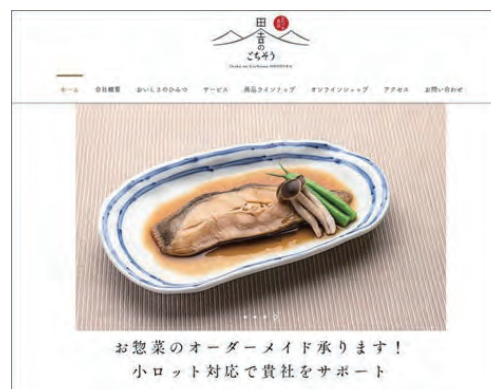 田吉の
ごちそう
ホーム 会社概要 おいしさのひみつ サービス 商品ラインナップ オンラインショップ アクセス お問い合わせ
お惣菜のオーダーメイド承ります！
小ロット対応で貴社をサポート